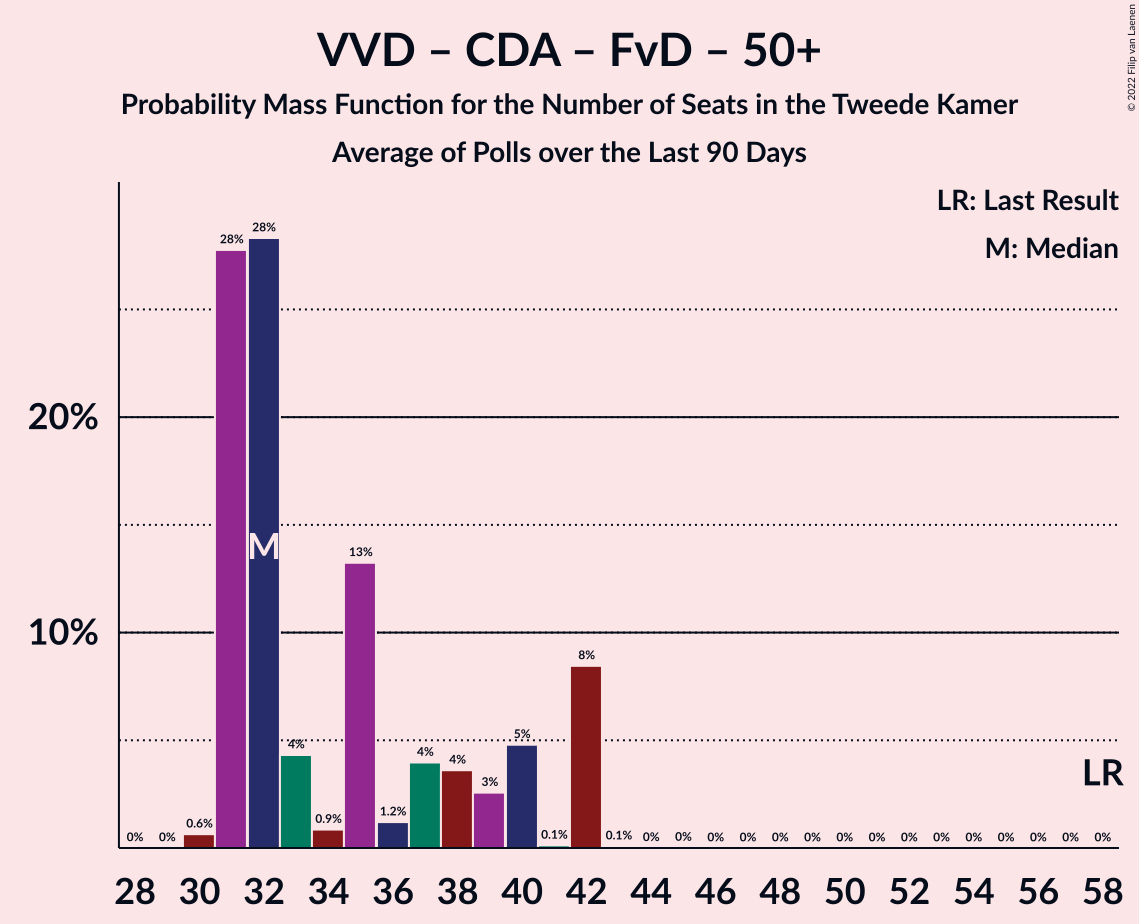 VVD – CDA – FvD – 50+
Probability Mass Function for the Number of Seats in the Tweede Kamer
Average of Polls over the Last 90 Days
© 2022 Filip van Laenen
LR: Last Result
M: Median
20%
10%
0% 0% 0.6% 28% 28% 4% 0.9% 13% 1.2% 4% 4% 3% 5% 0.1% 8% 0.1% 0% 0% 0% 0% 0% 0% 0% 0% 0% 0% 0% 0% 0% 0% 0%
M
LR
28 30 32 34 36 38 40 42 44 46 48 50 52 54 56 58